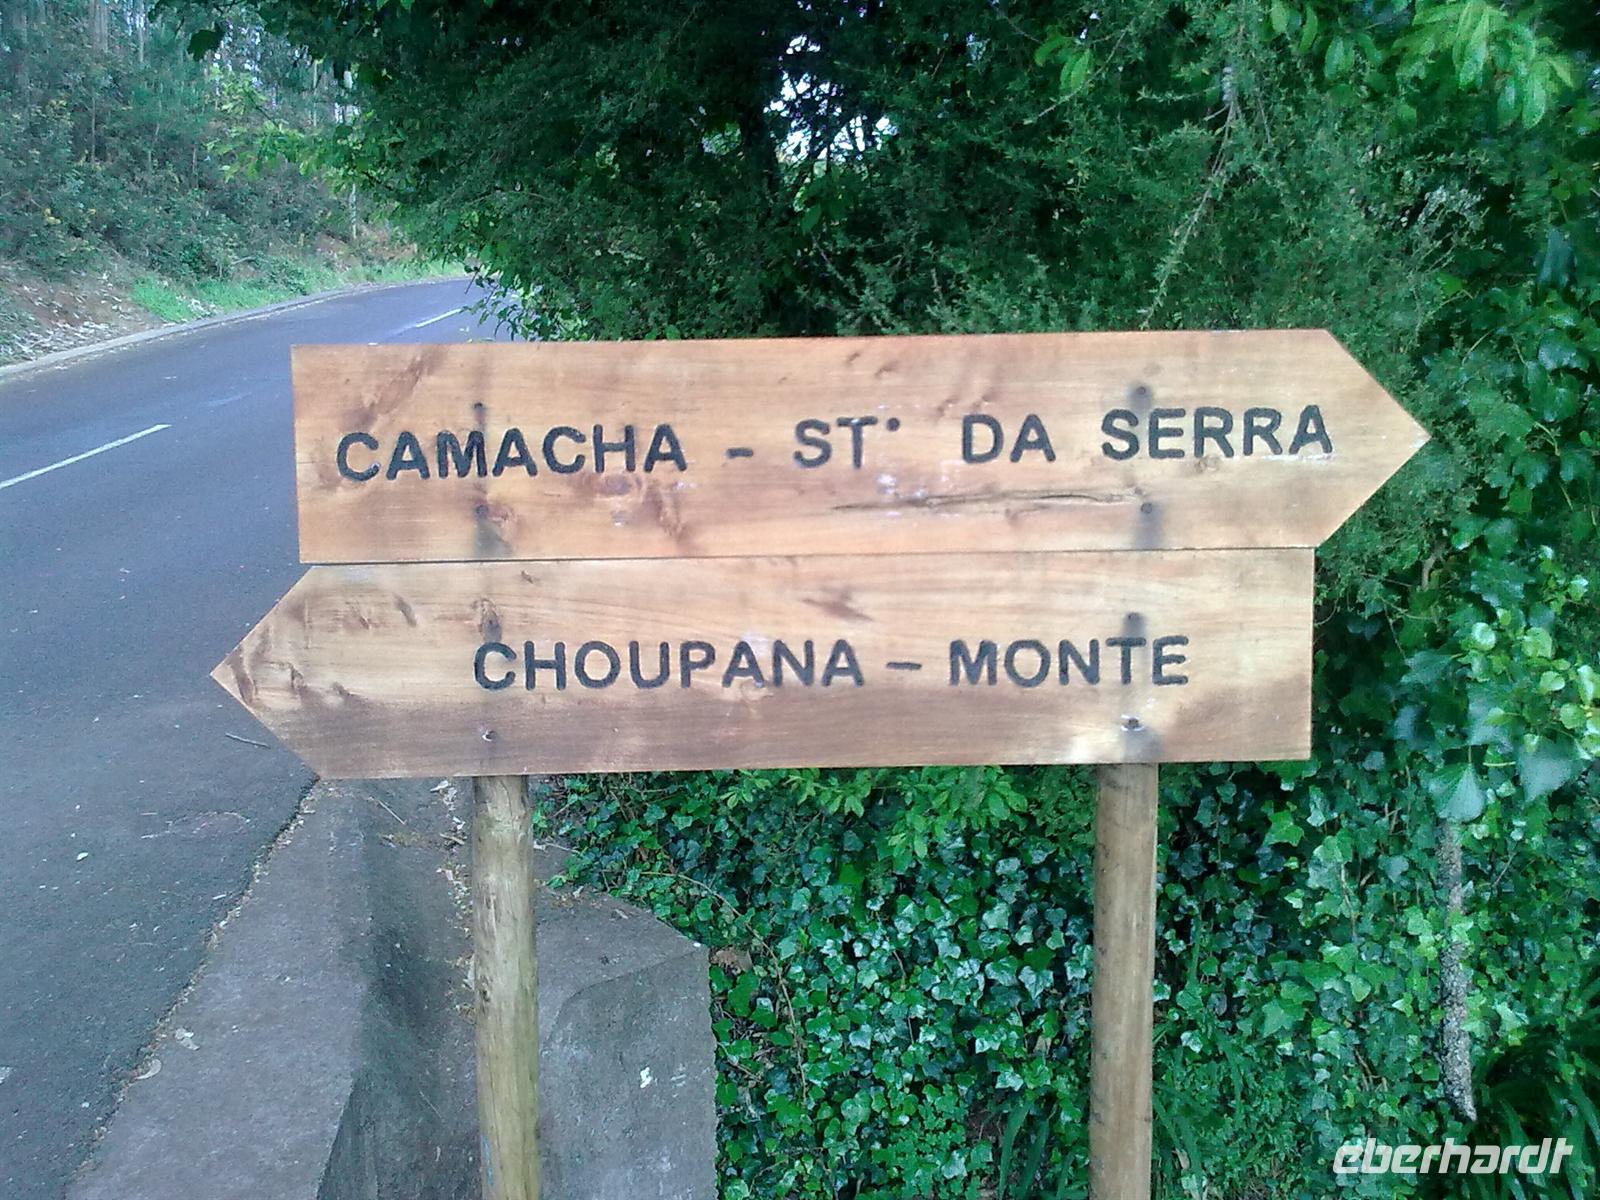 CAMACHA - ST° DA SERRA
CHOUPANA - MONTE
eberhardt